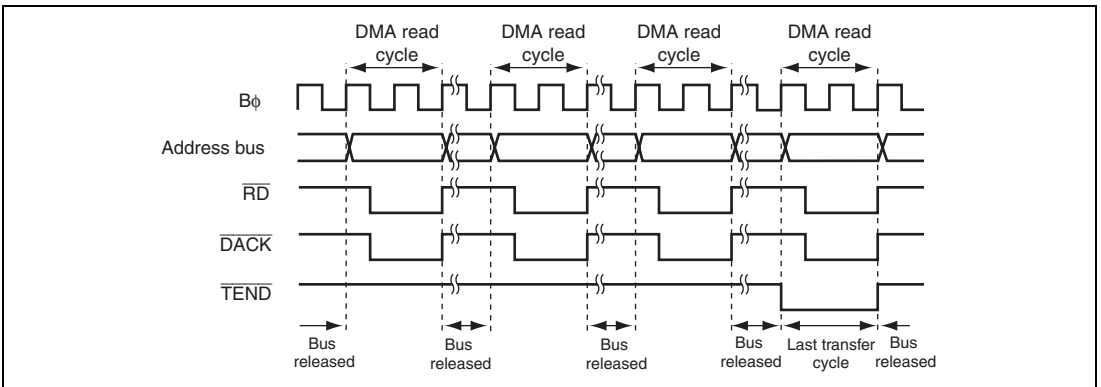 DMA read cycle
DMA read cycle
DMA read cycle
DMA read cycle
Bφ
Address bus
RD
DACK
TEND
Bus released
Bus released
Bus released
Bus released
Last transfer cycle
Bus released